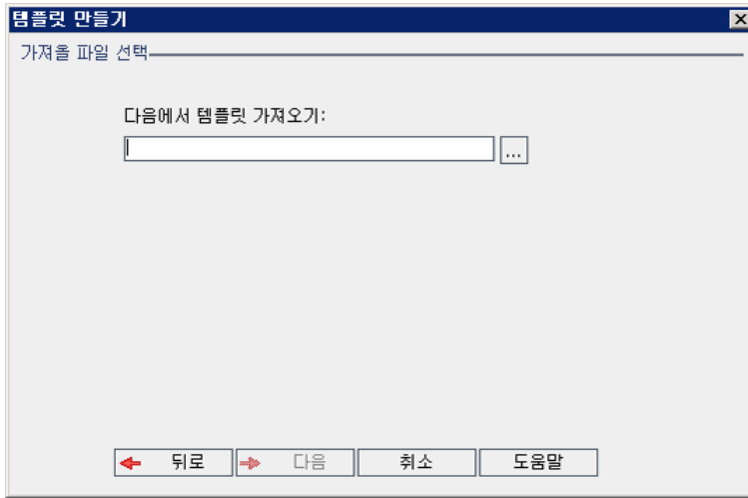 템플릿 만들기
가져올 파일 선택
다음에서 템플릿 가져오기:
...
뒤로 다음 취소 도움말